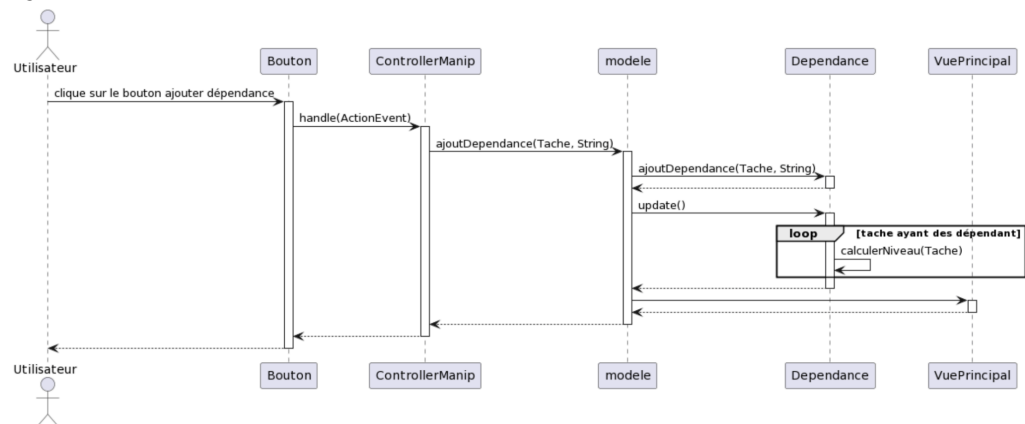 Utilisateur
Bouton
ControllerManip
modele
Dependance
VuePrincipal
clique sur le bouton ajouter dépendance
handle(ActionEvent)
ajoutDependance(Tache, String)
ajoutDependance(Tache, String)
update()
loop [tache ayant des dépendant]
calculerNiveau(Tache)
Utilisateur
Bouton
ControllerManip
modele
Dependance
VuePrincipal